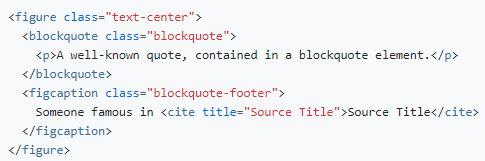 <figure class="text-center">
  <blockquote class="blockquote">
    <p>A well-known quote, contained in a blockquote element.</p>
  </blockquote>
  <figcaption class="blockquote-footer">
    Someone famous in <cite title="Source Title">Source Title</cite>
  </figcaption>
</figure>